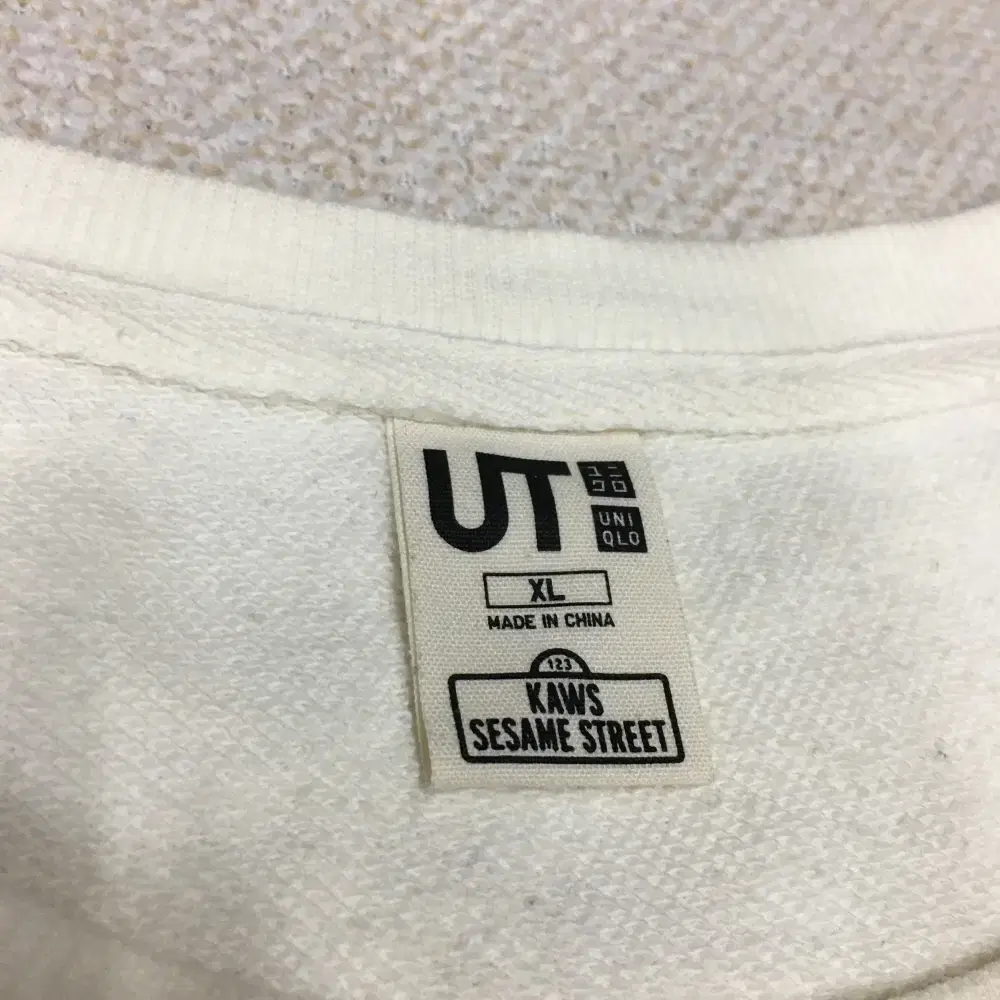 UT
ユニ
クロ
UNI
QLO
XL
MADE IN CHINA
123
KAWS
SESAME STREET